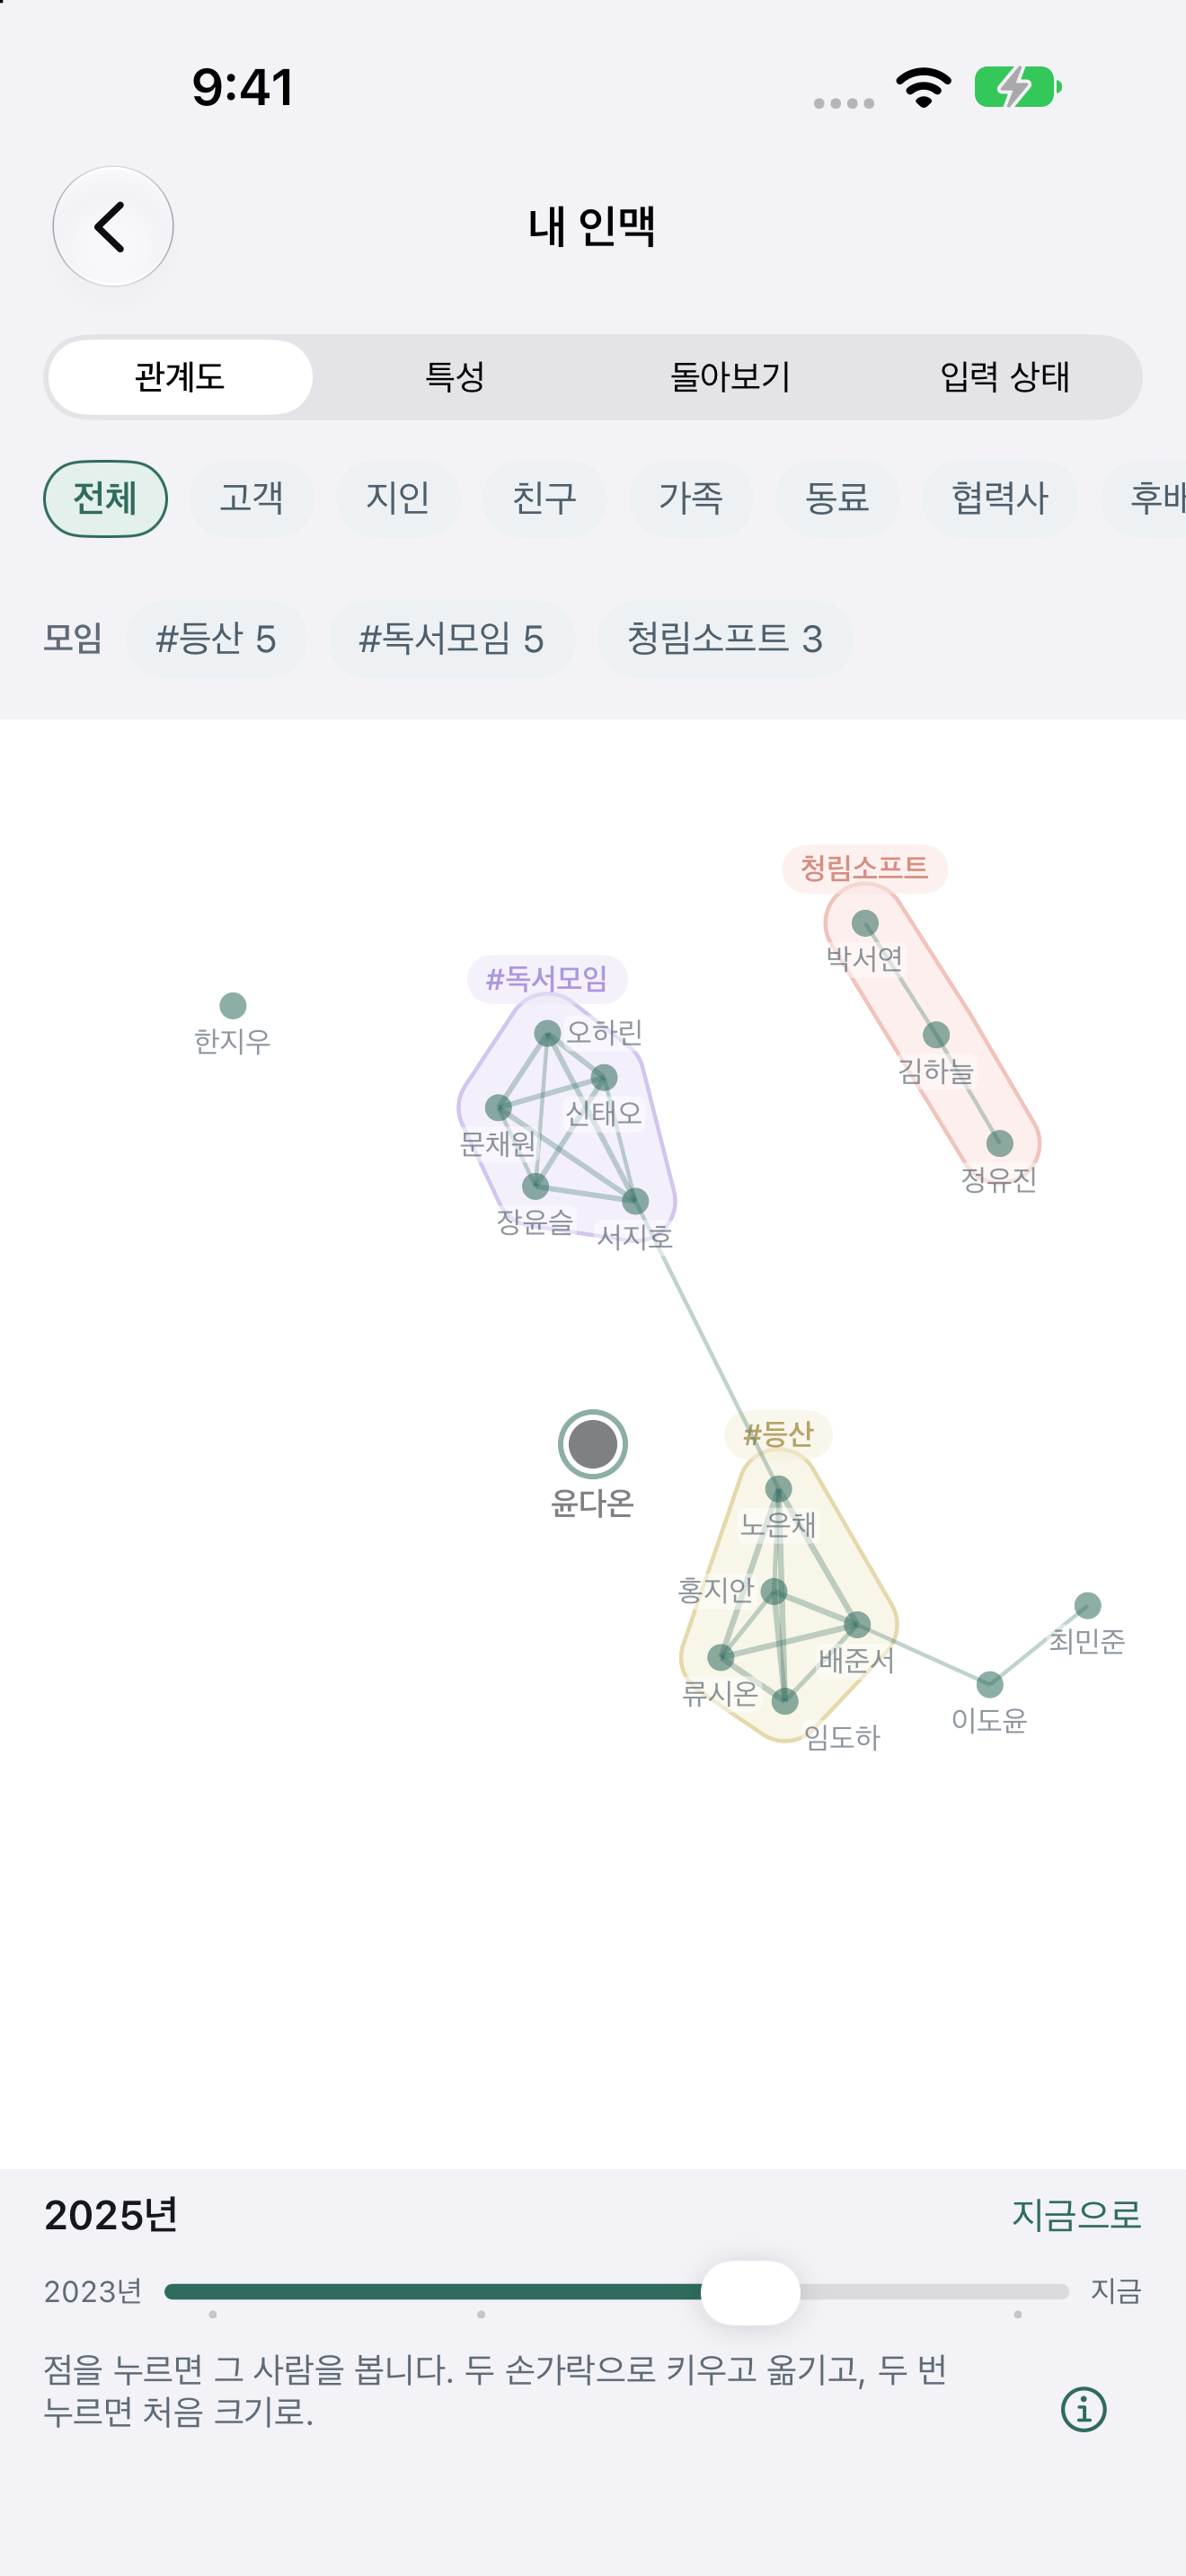 9:41
내 인맥
관계도 특성 돌아보기 입력 상태
전체 고객 지인 친구 가족 동료 협력사 후배
모임 #등산 5 #독서모임 5 청림소프트 3
청림소프트
박서연
#독서모임
한지우
오하린
김하늘
신태오
문채원
정유진
장윤슬
서지호
#등산
윤다온
노은채
홍지안
최민준
배준서
류시온
이도윤
임도하
2025년 지금으로
2023년 지금
점을 누르면 그 사람을 봅니다. 두 손가락으로 키우고 옮기고, 두 번
누르면 처음 크기로.